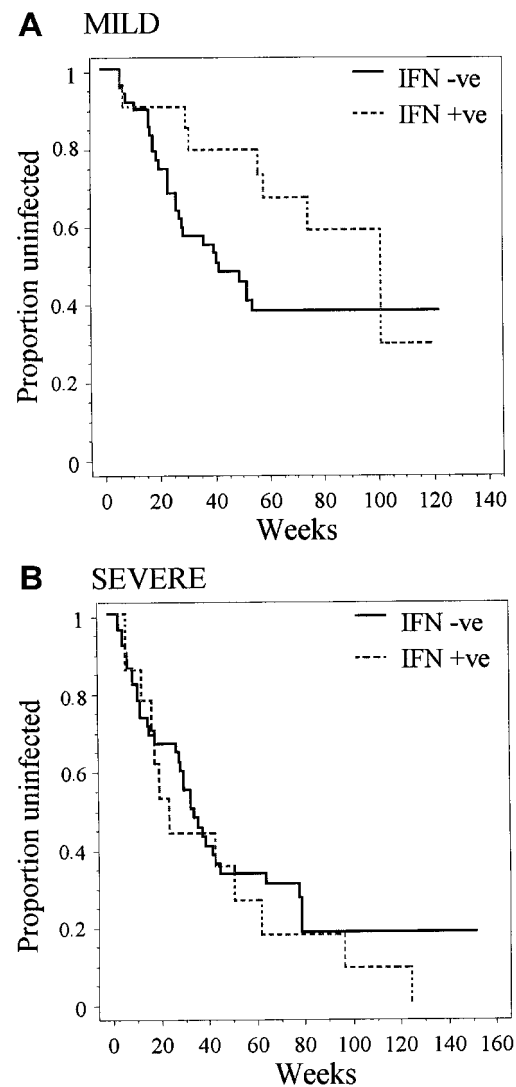 A MILD
IFN -ve
IFN +ve
Proportion uninfected
1
0.8
0.6
0.4
0.2
0
0 20 40 60 80 100 120 140
Weeks
B SEVERE
IFN -ve
IFN +ve
Proportion uninfected
1
0.8
0.6
0.4
0.2
0
0 20 40 60 80 100 120 140 160
Weeks